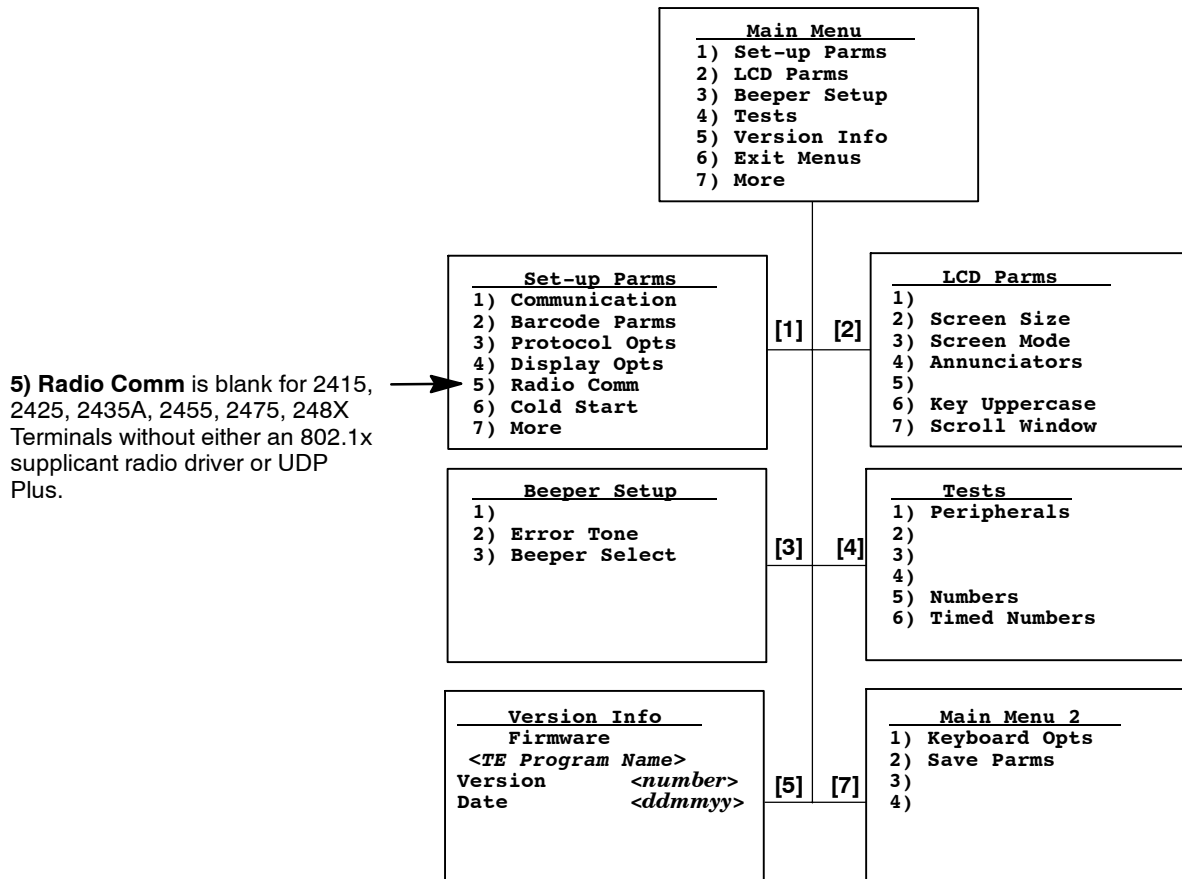 Main Menu
1) Set-up Parms
2) LCD Parms
3) Beeper Setup
4) Tests
5) Version Info
6) Exit Menus
7) More
Set-up Parms
1) Communication
2) Barcode Parms
3) Protocol Opts
4) Display Opts
5) Radio Comm
6) Cold Start
7) More
[1]
[2]
LCD Parms
1)
2) Screen Size
3) Screen Mode
4) Annunciators
5)
6) Key Uppercase
7) Scroll Window
5) Radio Comm is blank for 2415,
2425, 2435A, 2455, 2475, 248X
Terminals without either an 802.1x
supplicant radio driver or UDP
Plus.
Beeper Setup
1)
2) Error Tone
3) Beeper Select
[3]
[4]
Tests
1) Peripherals
2)
3)
4)
5) Numbers
6) Timed Numbers
Version Info
Firmware
<TE Program Name>
Version <number>
Date <ddmmyy>
[5]
[7]
Main Menu 2
1) Keyboard Opts
2) Save Parms
3)
4)